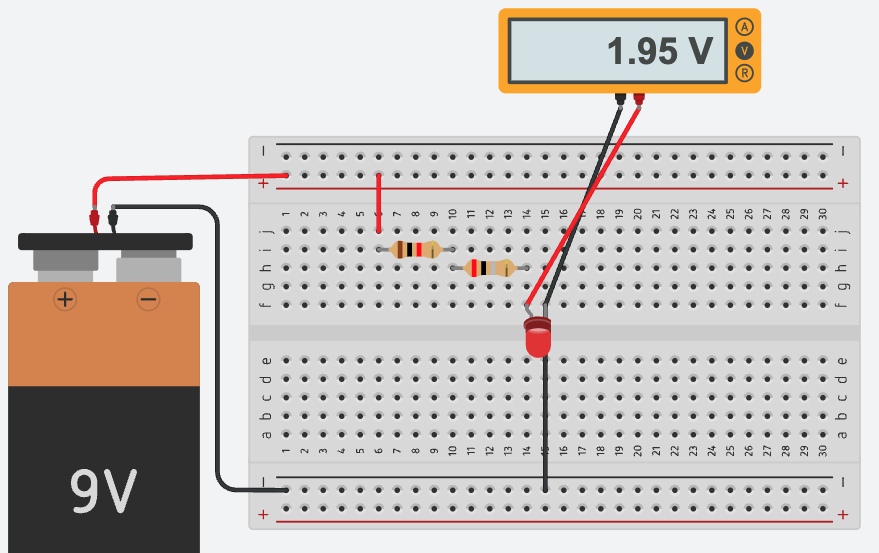 1.95 V
A
V
R
− −
+ +
1 2 3 4 5 6 7 8 9 10 11 12 13 14 15 16 17 18 19 20 21 22 23 24 25 26 27 28 29 30
j j
i i
h h
g g
f f
+ −
e e
d d
c c
b b
a a
1 2 3 4 5 6 7 8 9 10 11 12 13 14 15 16 17 18 19 20 21 22 23 24 25 26 27 28 29 30
− −
9V
+ +